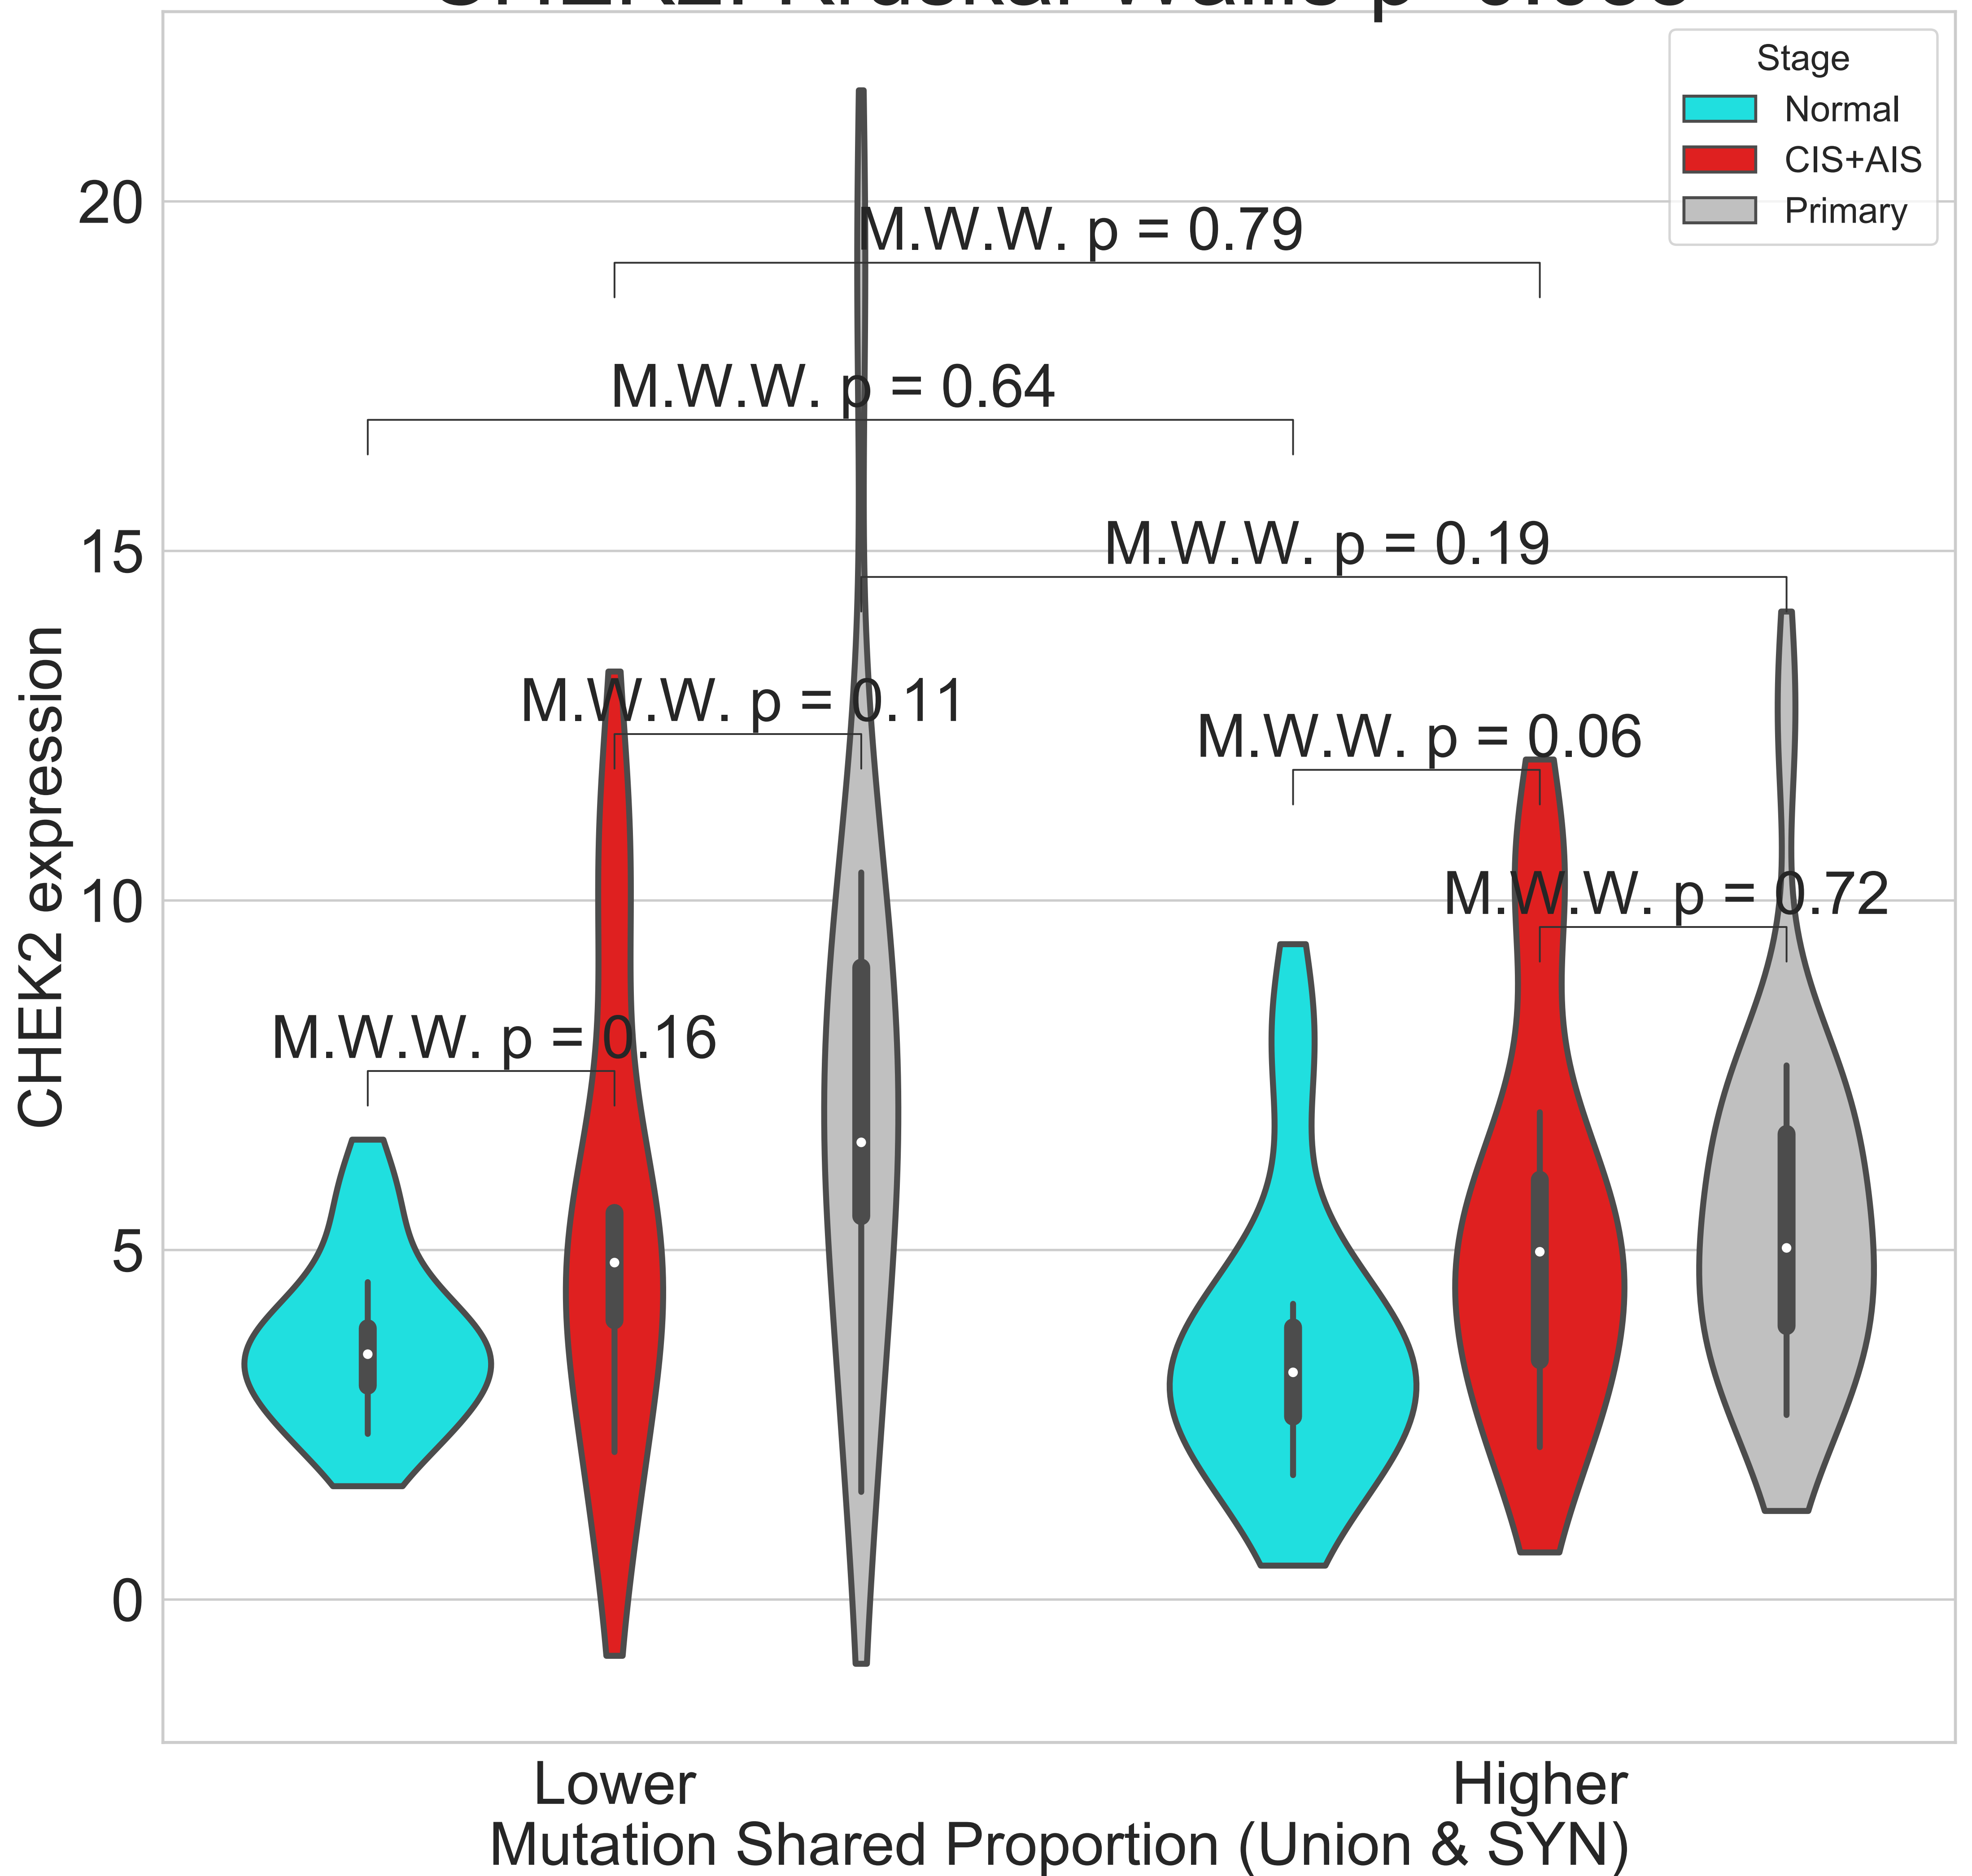 Stage
Normal
CIS+AIS
Primary
20
15
10
5
0
CHEK2 expression
M.W.W. p = 0.79
M.W.W. p = 0.64
M.W.W. p = 0.19
M.W.W. p = 0.11
M.W.W. p = 0.06
M.W.W. p = 0.72
M.W.W. p = 0.16
Lower
Higher
Mutation Shared Proportion (Union & SYN)